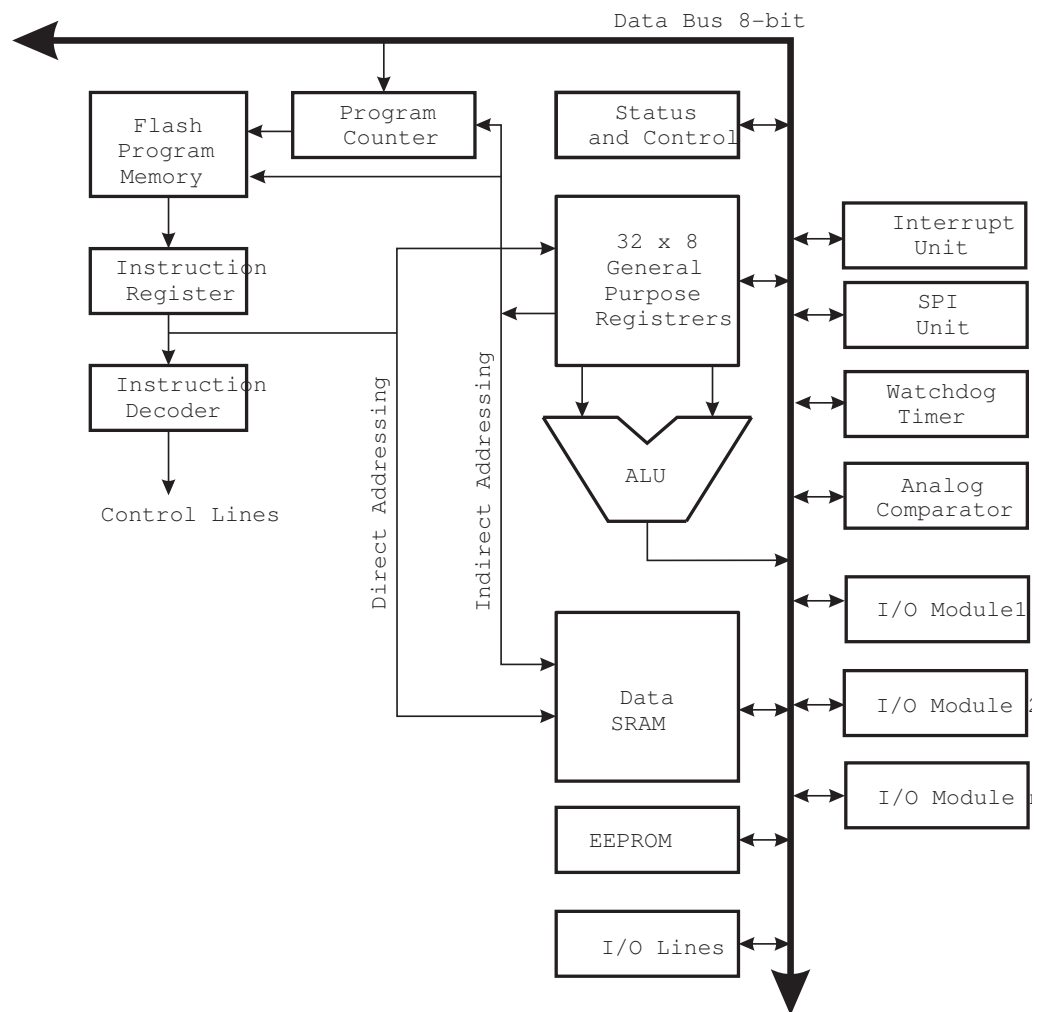 Data Bus 8-bit
Flash
Program
Memory
Program
Counter
Status
and Control
Interrupt
Unit
32 x 8
General
Purpose
Registrers
Instruction
Register
SPI
Unit
Instruction
Decoder
Watchdog
Timer
Direct Addressing
Indirect Addressing
ALU
Analog
Comparator
Control Lines
I/O Module1
Data
SRAM
I/O Module
I/O Module
EEPROM
I/O Lines